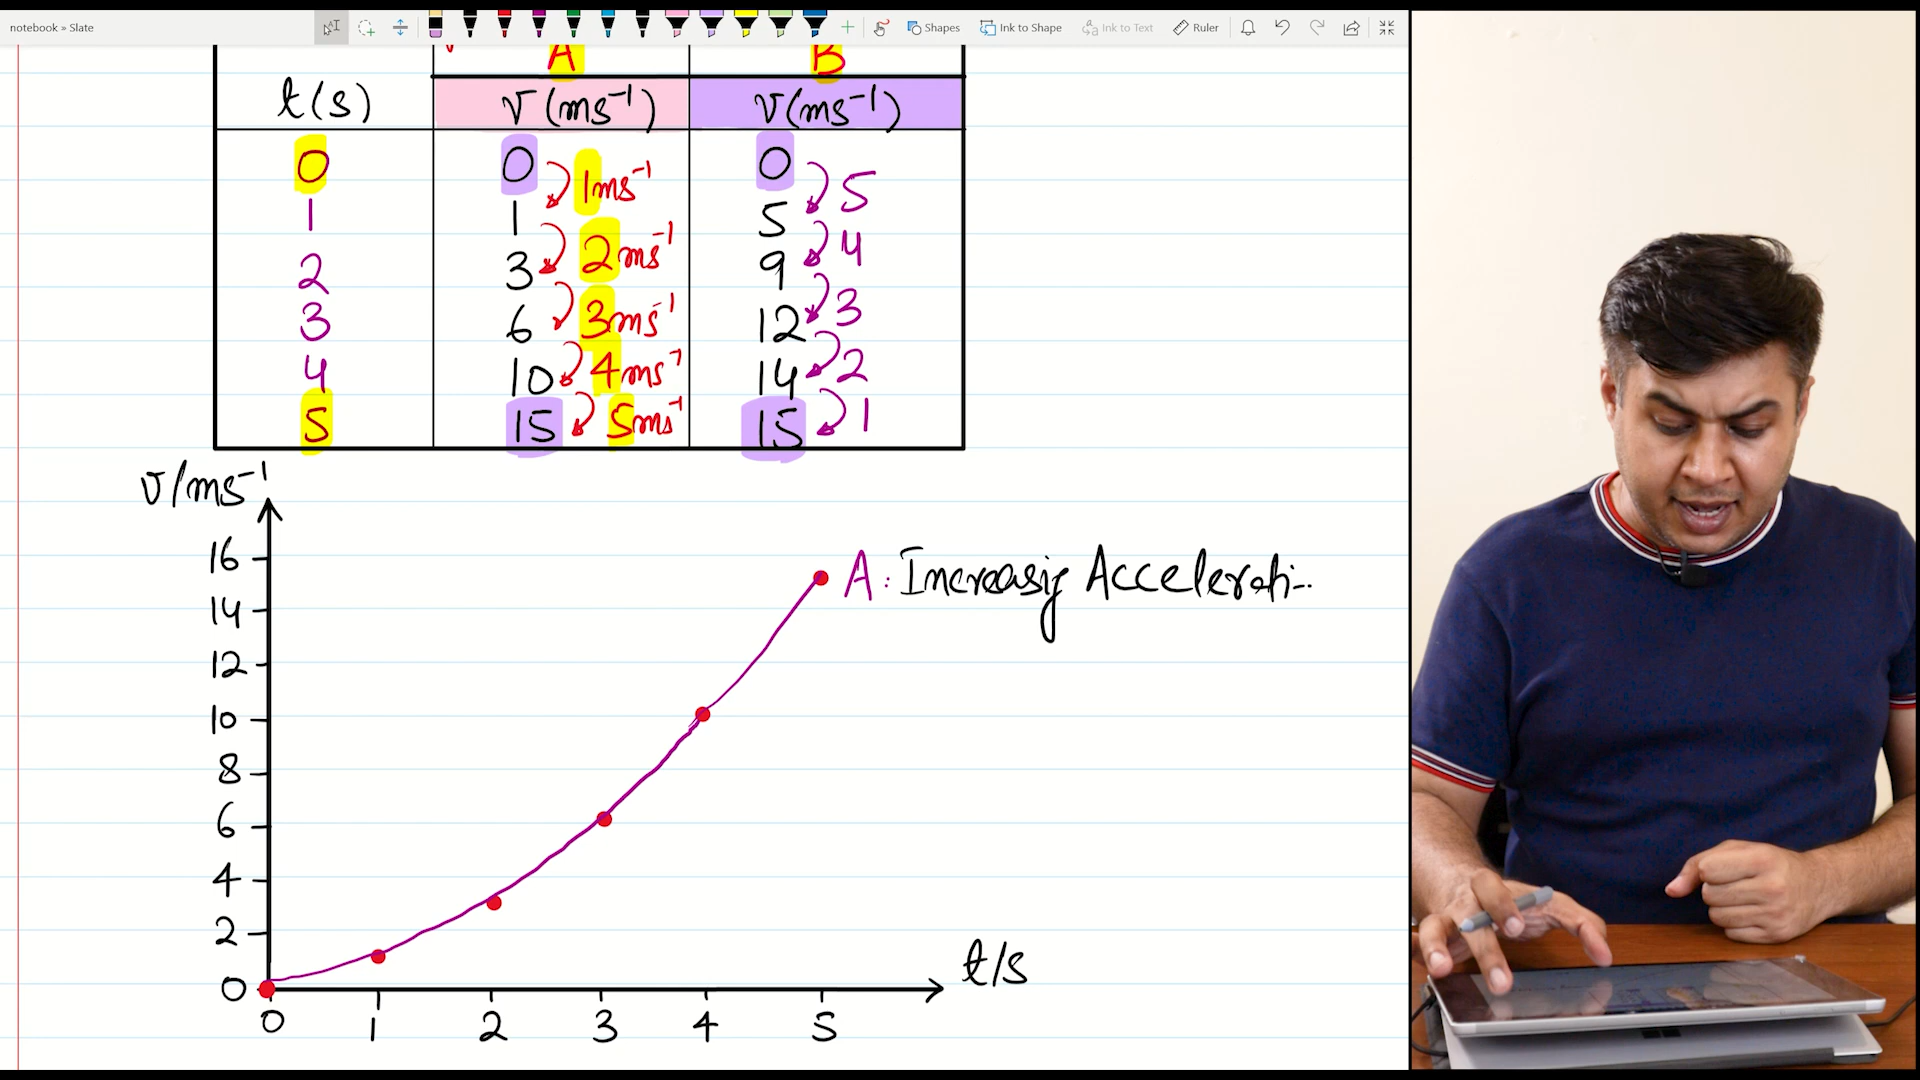 notebook » Slate
Shapes Ink to Shape Ink to Text Ruler
A B
t(s) v(ms⁻¹) v(ms⁻¹)
0 0 1ms⁻¹ 0 5
1 1 2ms⁻¹ 5 4
2 3 3ms⁻¹ 9 3
3 6 4ms⁻¹ 12 2
4 10 5ms⁻¹ 14 1
5 15 15
v/ms⁻¹
16
A: Increasig Accelerati..
14
12
10
8
6
4
2
0
t/s
0 1 2 3 4 5